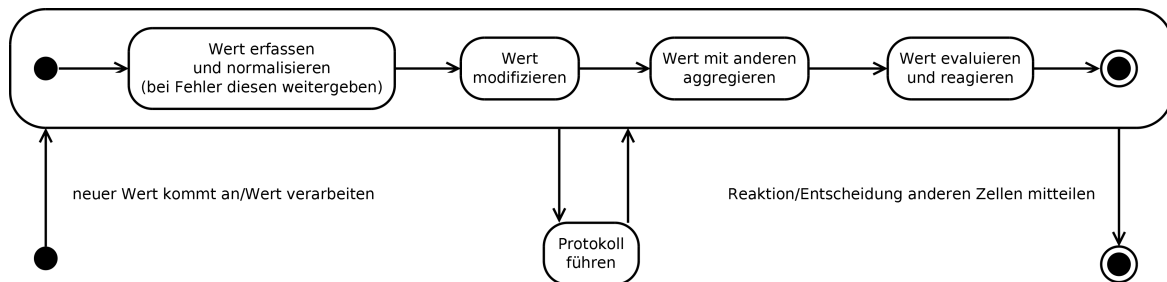 Wert erfassen
und normalisieren
(bei Fehler diesen weitergeben)
Wert
modifizieren
Wert mit anderen
aggregieren
Wert evaluieren
und reagieren
neuer Wert kommt an/Wert verarbeiten
Reaktion/Entscheidung anderen Zellen mitteilen
Protokoll
führen